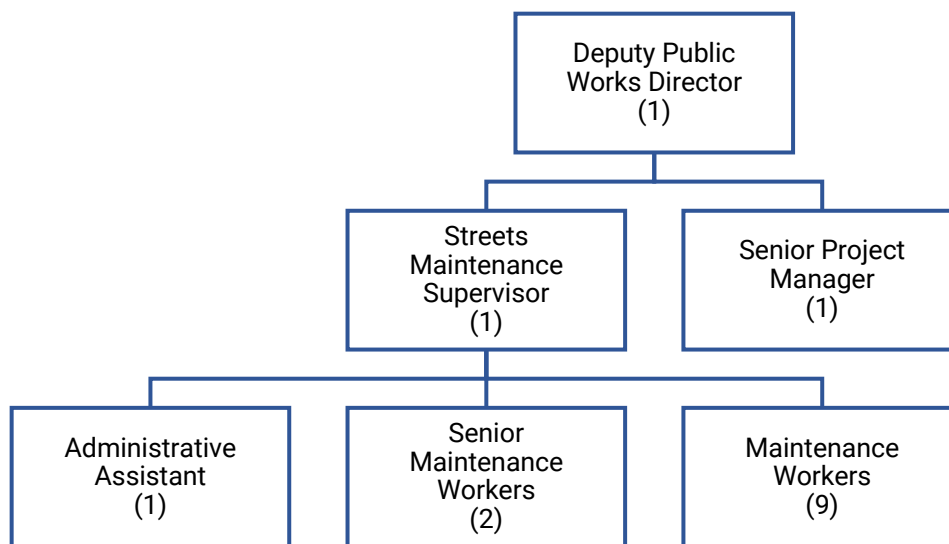 Deputy Public
Works Director
(1)
Streets
Maintenance
Supervisor
(1)
Senior Project
Manager
(1)
Administrative
Assistant
(1)
Senior
Maintenance
Workers
(2)
Maintenance
Workers
(9)